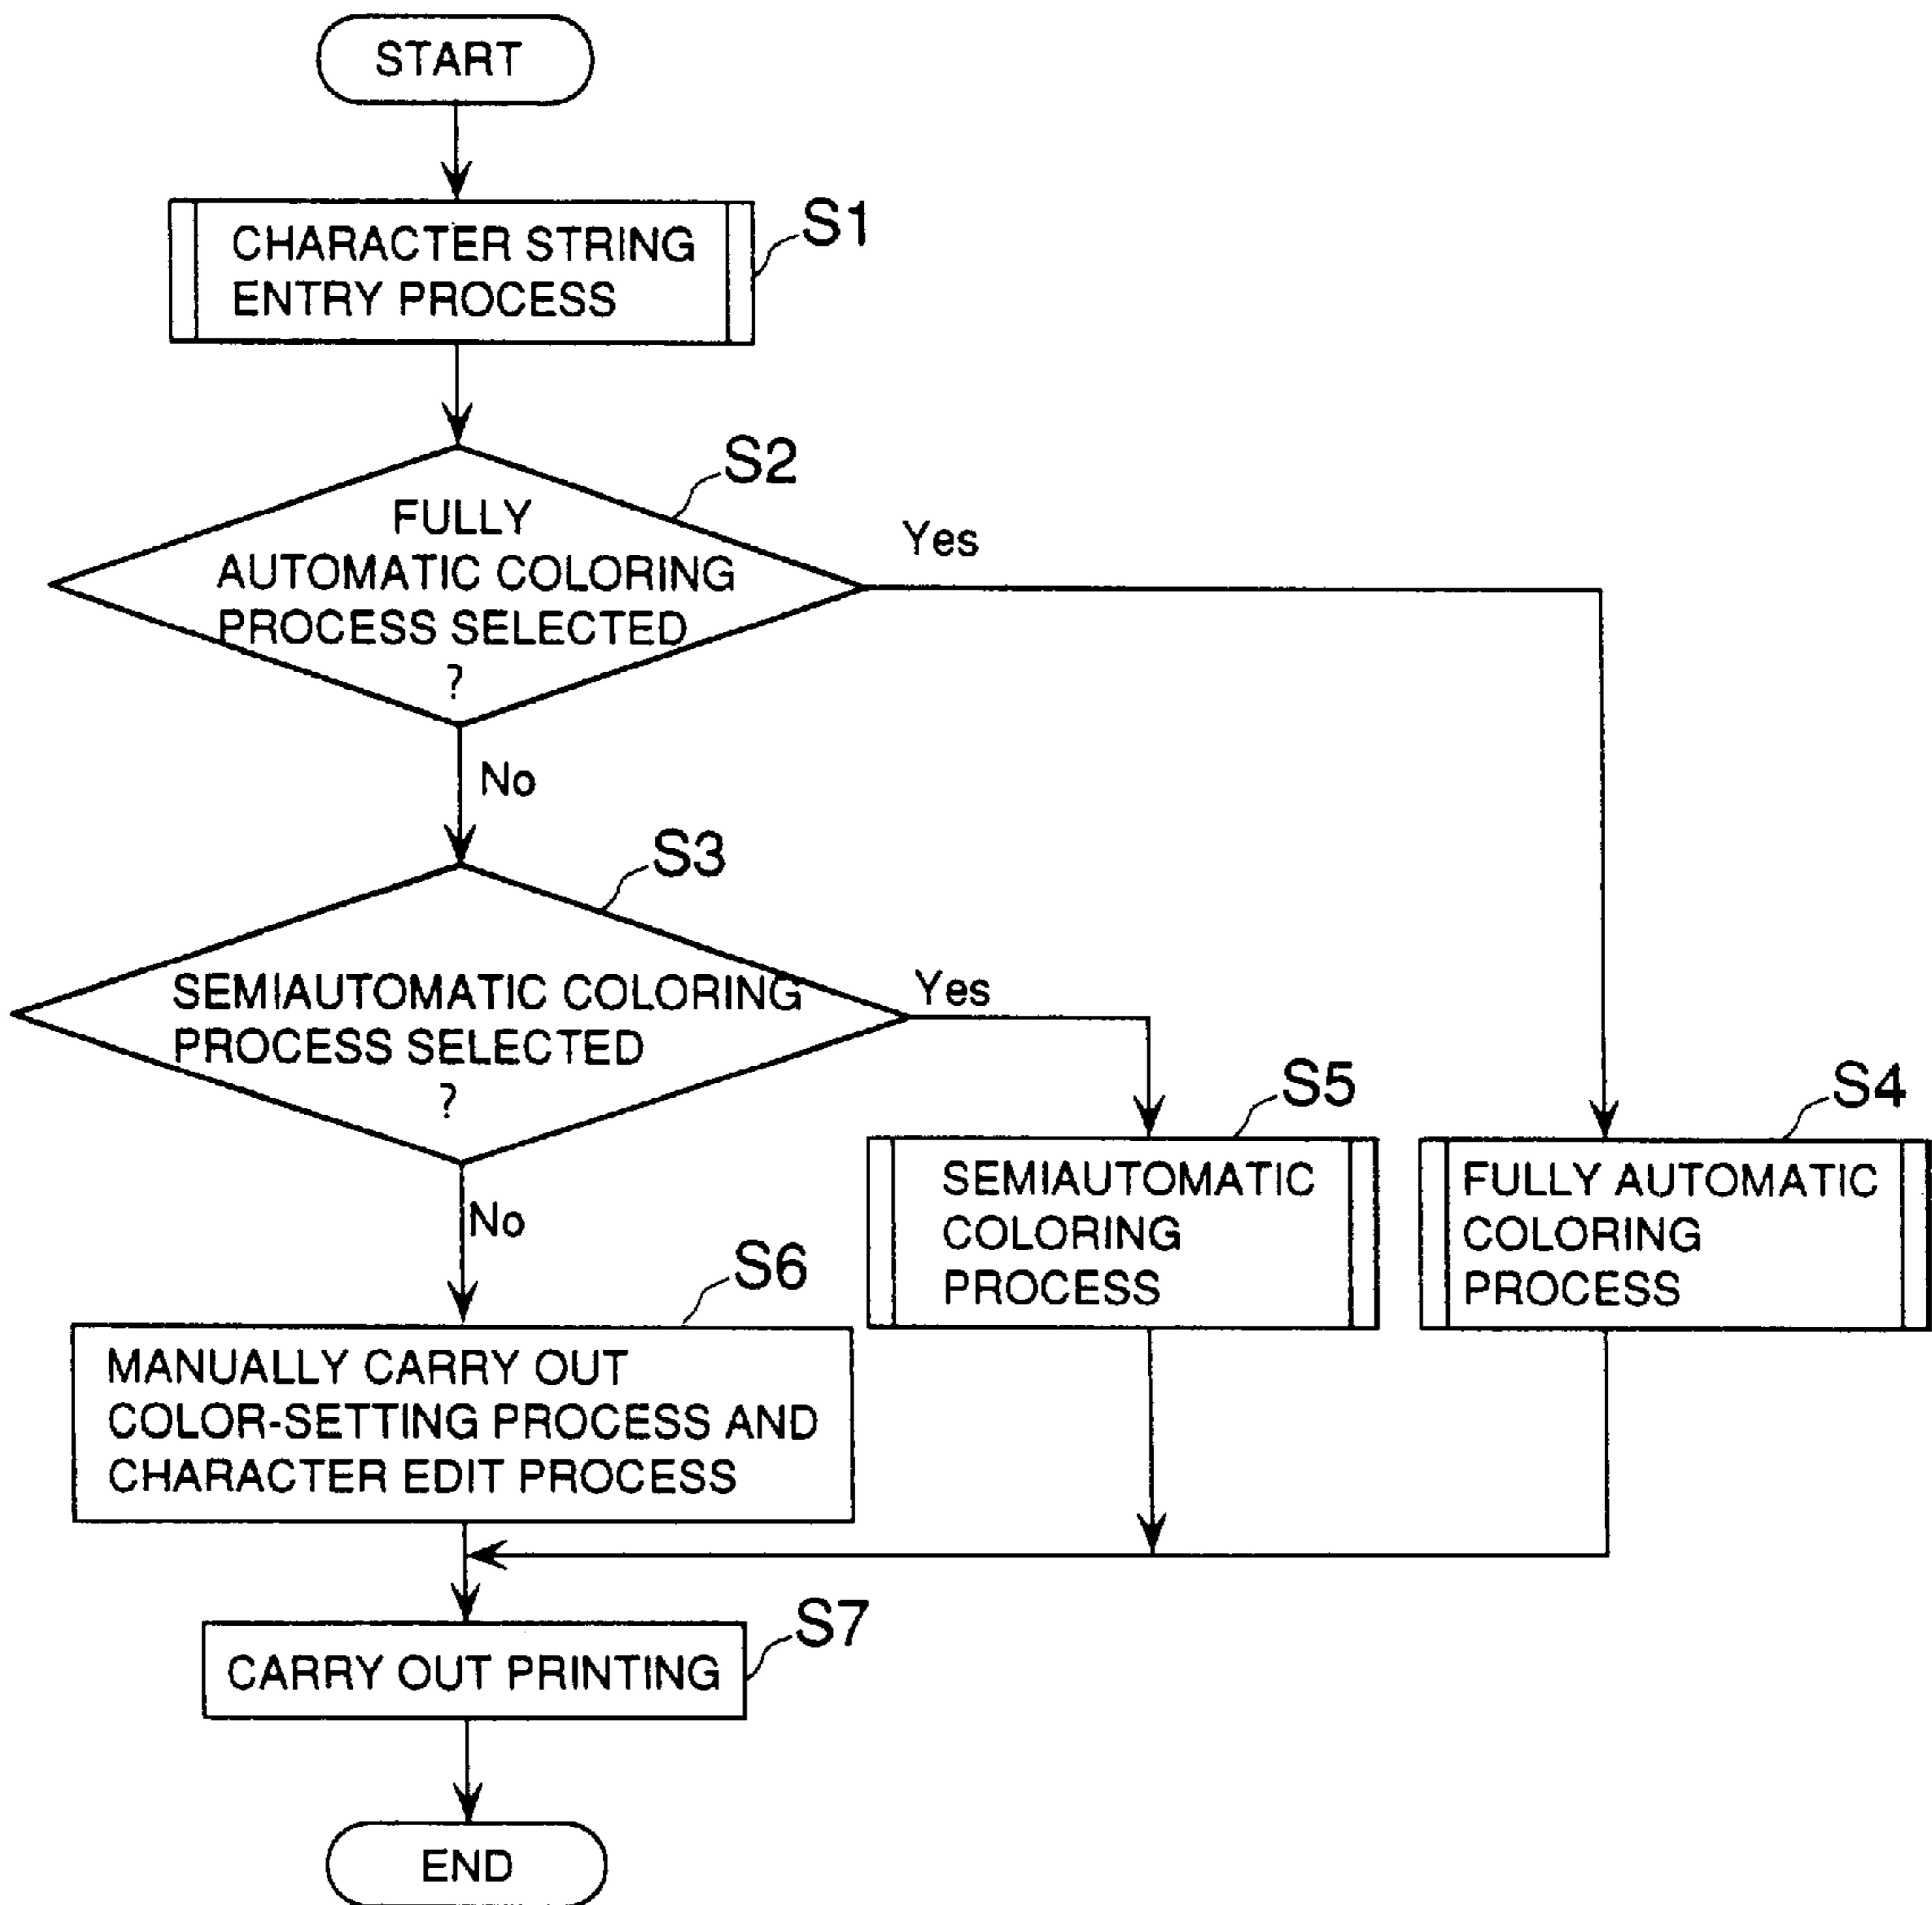 START
S1
CHARACTER STRING
ENTRY PROCESS
S2
FULLY
AUTOMATIC COLORING
PROCESS SELECTED
?
Yes
No
S3
SEMIAUTOMATIC COLORING
PROCESS SELECTED
?
Yes
No
S5
SEMIAUTOMATIC
COLORING
PROCESS
S4
FULLY AUTOMATIC
COLORING
PROCESS
S6
MANUALLY CARRY OUT
COLOR-SETTING PROCESS AND
CHARACTER EDIT PROCESS
S7
CARRY OUT PRINTING
END